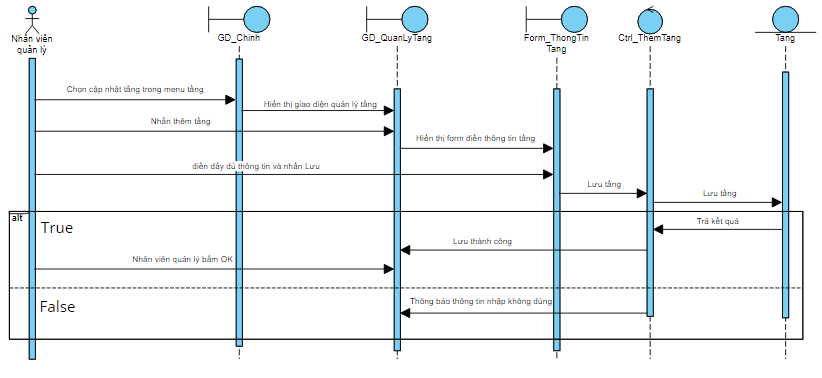 Nhân viên
quản lý
GD_Chính
GD_QuanLyTang
Form_ThongTin
Tang
Ctrl_ThemTang
Tang
Chọn cập nhật tầng trong menu tầng
Hiển thị giao diện quản lý tầng
Nhấn thêm tầng
Hiển thị form điền thông tin tầng
điền đầy đủ thông tin và nhấn Lưu
Lưu tầng
Lưu tầng
alt
True
Trả kết quả
Lưu thành công
Nhân viên quản lý bấm OK
False
Thông báo thông tin nhập không đúng